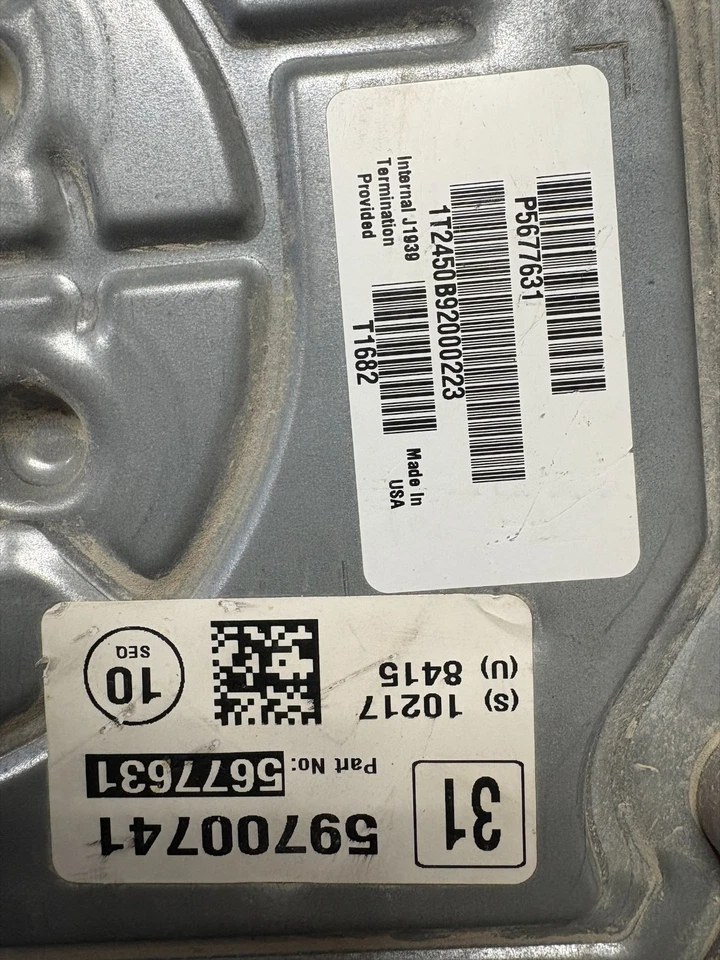 P5677631
1T2450B92000223
Internal J1939
Termination
Provided
T1682
Made In
USA
31
59700741
Part No: 5677631
(S) 10217
(U) 8415
10
SEQ